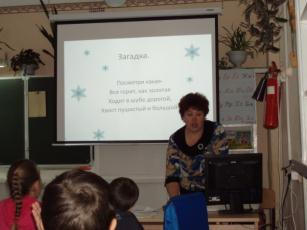 Загадка.
Посмотри какая-
Вся горит, как золотая
Ходит в шубе дорогой,
Хвост пушистый и большой